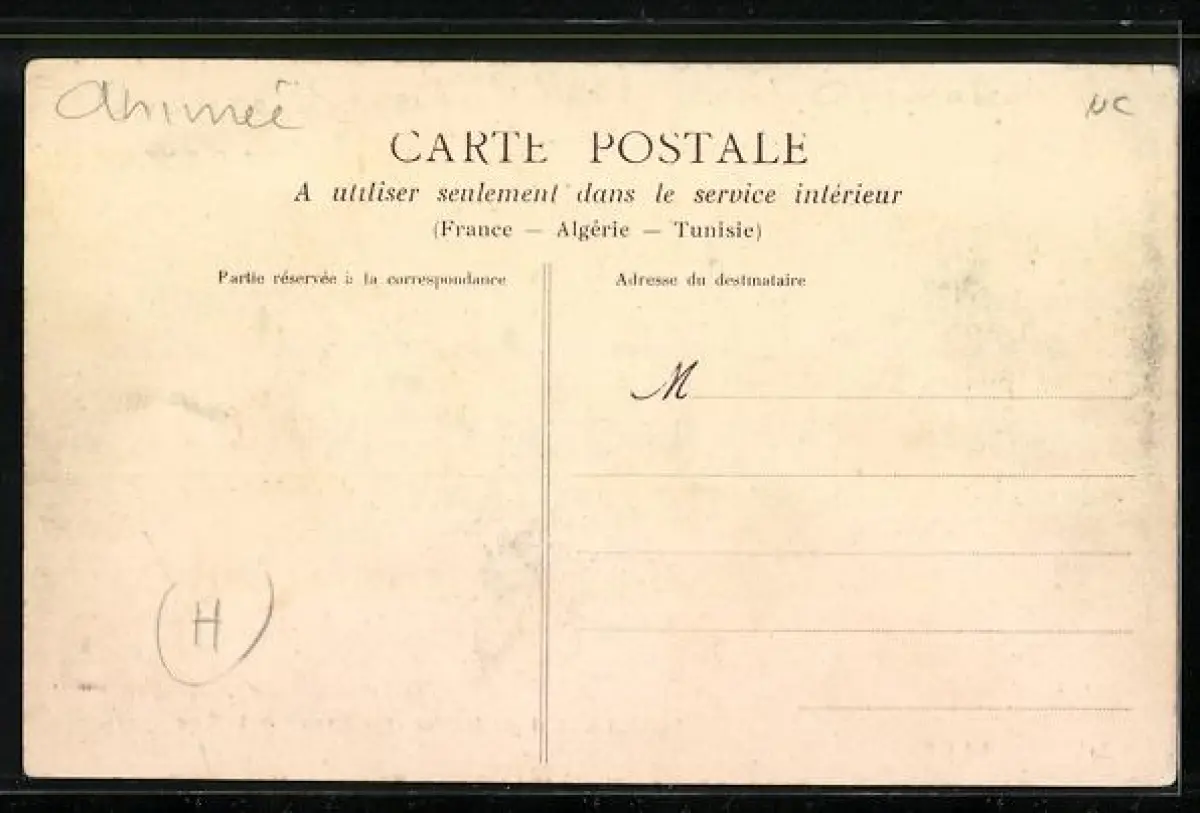 Animée
NC
CARTE POSTALE
A utiliser seulement dans le service intérieur
(France — Algérie — Tunisie)
Partie réservée à la correspondance
Adresse du destinataire
M
H